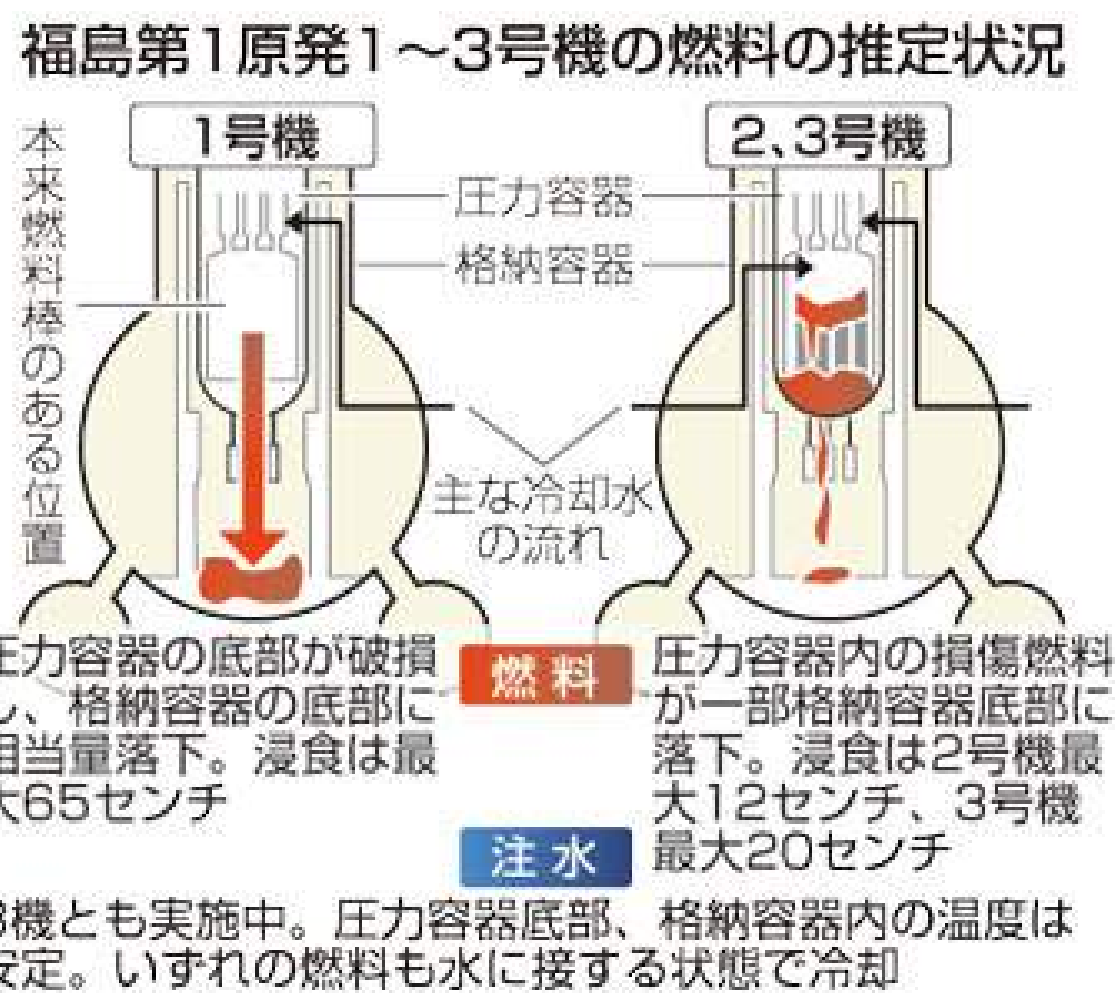 福島第1原発1～3号機の燃料の推定状況
1号機
2、3号機
本来燃料棒のある位置
圧力容器
格納容器
主な冷却水
の流れ
圧力容器の底部が破損
し、格納容器の底部に
相当量落下。浸食は最
大65センチ
燃料
圧力容器内の損傷燃料
が一部格納容器底部に
落下。浸食は2号機最
大12センチ、3号機
最大20センチ
注水
3機とも実施中。圧力容器底部、格納容器内の温度は
安定。いずれの燃料も水に接する状態で冷却